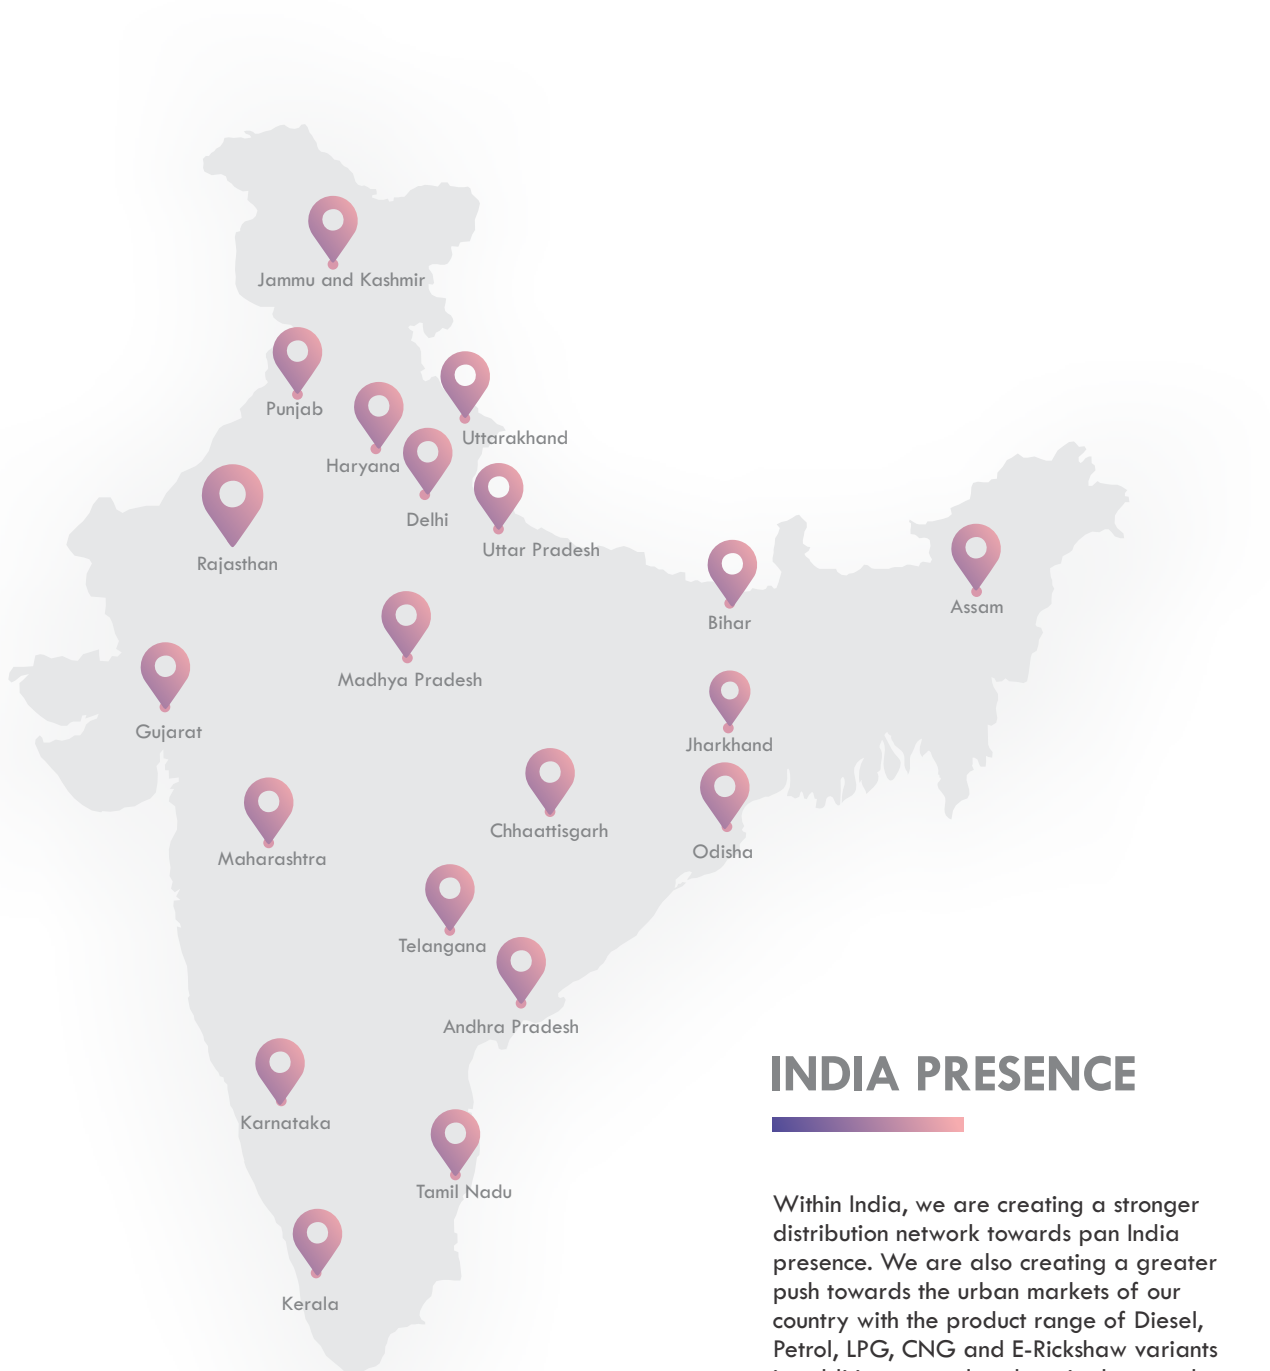 Jammu and Kashmir
Punjab
Uttarakhand
Haryana
Delhi
Uttar Pradesh
Rajasthan
Bihar
Assam
Madhya Pradesh
Gujarat
Jharkhand
Chhaattisgarh
Odisha
Maharashtra
Telangana
Andhra Pradesh
Karnataka
Tamil Nadu
Kerala
INDIA PRESENCE
Within India, we are creating a stronger
distribution network towards pan India
presence. We are also creating a greater
push towards the urban markets of our
country with the product range of Diesel,
Petrol, LPG, CNG and E-Rickshaw variants